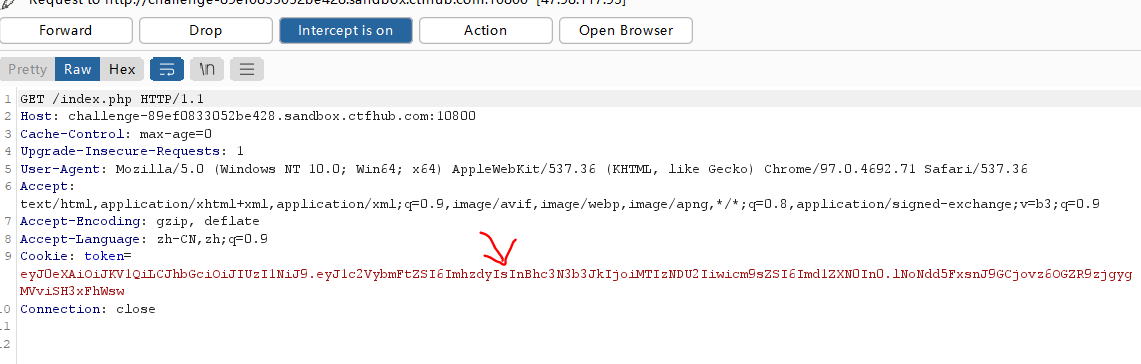 Request to http://challenge-89ef0833052be428.sandbox.ctfhub.com:10800 [47.98.117.93]
Forward Drop Intercept is on Action Open Browser
Pretty Raw Hex \n
1 GET /index.php HTTP/1.1
2 Host: challenge-89ef0833052be428.sandbox.ctfhub.com:10800
3 Cache-Control: max-age=0
4 Upgrade-Insecure-Requests: 1
5 User-Agent: Mozilla/5.0 (Windows NT 10.0; Win64; x64) AppleWebKit/537.36 (KHTML, like Gecko) Chrome/97.0.4692.71 Safari/537.36
6 Accept:
text/html,application/xhtml+xml,application/xml;q=0.9,image/avif,image/webp,image/apng,*/*;q=0.8,application/signed-exchange;v=b3;q=0.9
7 Accept-Encoding: gzip, deflate
8 Accept-Language: zh-CN,zh;q=0.9
9 Cookie: token=
eyJ0eXAiOiJKV1QiLCJhbGciOiJIUzI1NiJ9.eyJ1c2VybmFtZSI6ImhzdyIsInBhc3N3b3JkIjoiMTIzNDU2Iiwicm9sZSI6Imd1ZXN0In0.lNoNdd5FxsnJ9GCjovz6OGZR9zjgyg
MVviSH3xFhWsw
10 Connection: close
11
12